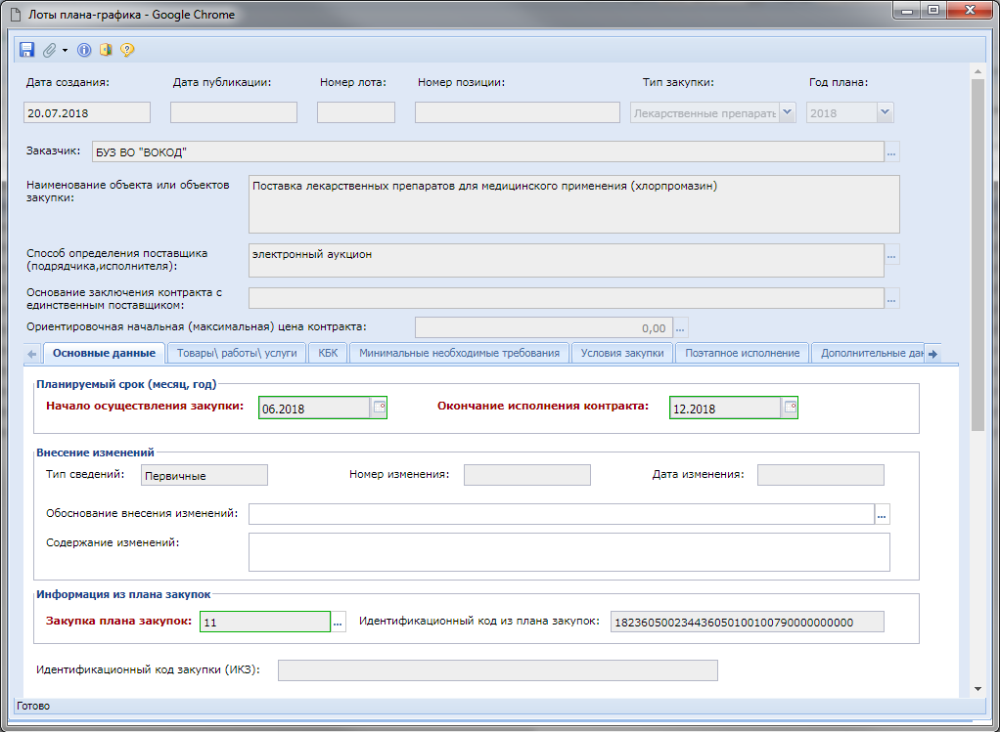 Лоты плана-графика - Google Chrome
Дата создания: Дата публикации: Номер лота: Номер позиции: Тип закупки: Год плана:
20.07.2018 Лекарственные препараты 2018
Заказчик: БУЗ ВО "ВОКОД" ...
Наименование объекта или объектов
закупки:
Поставка лекарственных препаратов для медицинского применения (хлорпромазин)
Способ определения поставщика
(подрядчика,исполнителя):
электронный аукцион ...
Основание заключения контракта с
единственным поставщиком:
...
Ориентировочная начальная (максимальная) цена контракта: 0,00 ...
Основные данные Товары\ работы\ услуги КБК Минимальные необходимые требования Условия закупки Поэтапное исполнение Дополнительные дан
Планируемый срок (месяц, год)
Начало осуществления закупки: 06.2018 Окончание исполнения контракта: 12.2018
Внесение изменений
Тип сведений: Первичные Номер изменения: Дата изменения:
Обоснование внесения изменений: ...
Содержание изменений:
Информация из плана закупок
Закупка плана закупок: 11 ... Идентификационный код из плана закупок: 182360500234436050100100790000000000
Идентификационный код закупки (ИКЗ):
Готово